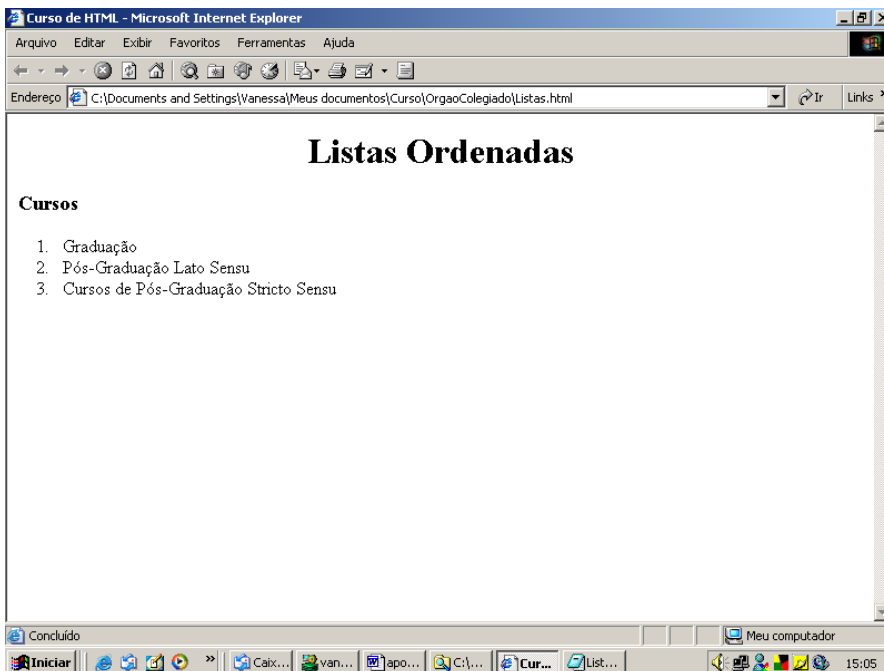 Curso de HTML - Microsoft Internet Explorer
Arquivo Editar Exibir Favoritos Ferramentas Ajuda
Endereço C:\Documents and Settings\Vanessa\Meus documentos\Curso\OrgaoColegiado\Listas.html Ir Links
Listas Ordenadas
Cursos
1. Graduação
2. Pós-Graduação Lato Sensu
3. Cursos de Pós-Graduação Stricto Sensu
Concluído Meu computador
Iniciar Caix... van... apo... C:\... Cur... List... 15:05